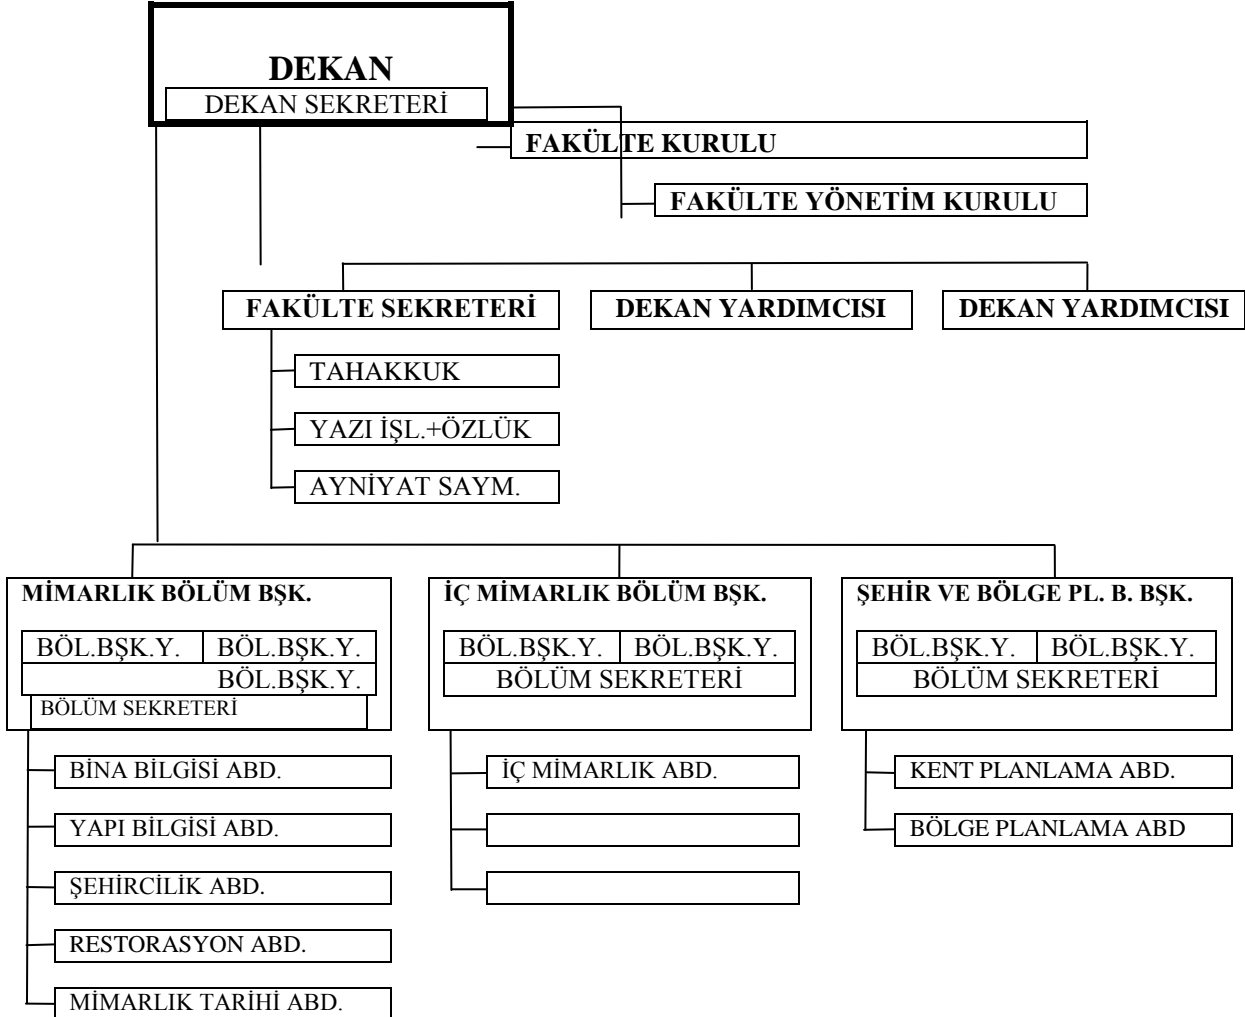 DEKAN
DEKAN SEKRETERİ
FAKÜLTE KURULU
FAKÜLTE YÖNETİM KURULU
FAKÜLTE SEKRETERİ
DEKAN YARDIMCISI
DEKAN YARDIMCISI
TAHAKKUK
YAZI İŞL.+ÖZLÜK
AYNİYAT SAYM.
MİMARLIK BÖLÜM BŞK.
BÖL.BŞK.Y.
BÖL.BŞK.Y.
BÖL.BŞK.Y.
BÖLÜM SEKRETERİ
BİNA BİLGİSİ ABD.
YAPI BİLGİSİ ABD.
ŞEHİRCİLİK ABD.
RESTORASYON ABD.
MİMARLIK TARİHİ ABD.
İÇ MİMARLIK BÖLÜM BŞK.
BÖL.BŞK.Y.
BÖL.BŞK.Y.
BÖLÜM SEKRETERİ
İÇ MİMARLIK ABD.
ŞEHİR VE BÖLGE PL. B. BŞK.
BÖL.BŞK.Y.
BÖL.BŞK.Y.
BÖLÜM SEKRETERİ
KENT PLANLAMA ABD.
BÖLGE PLANLAMA ABD